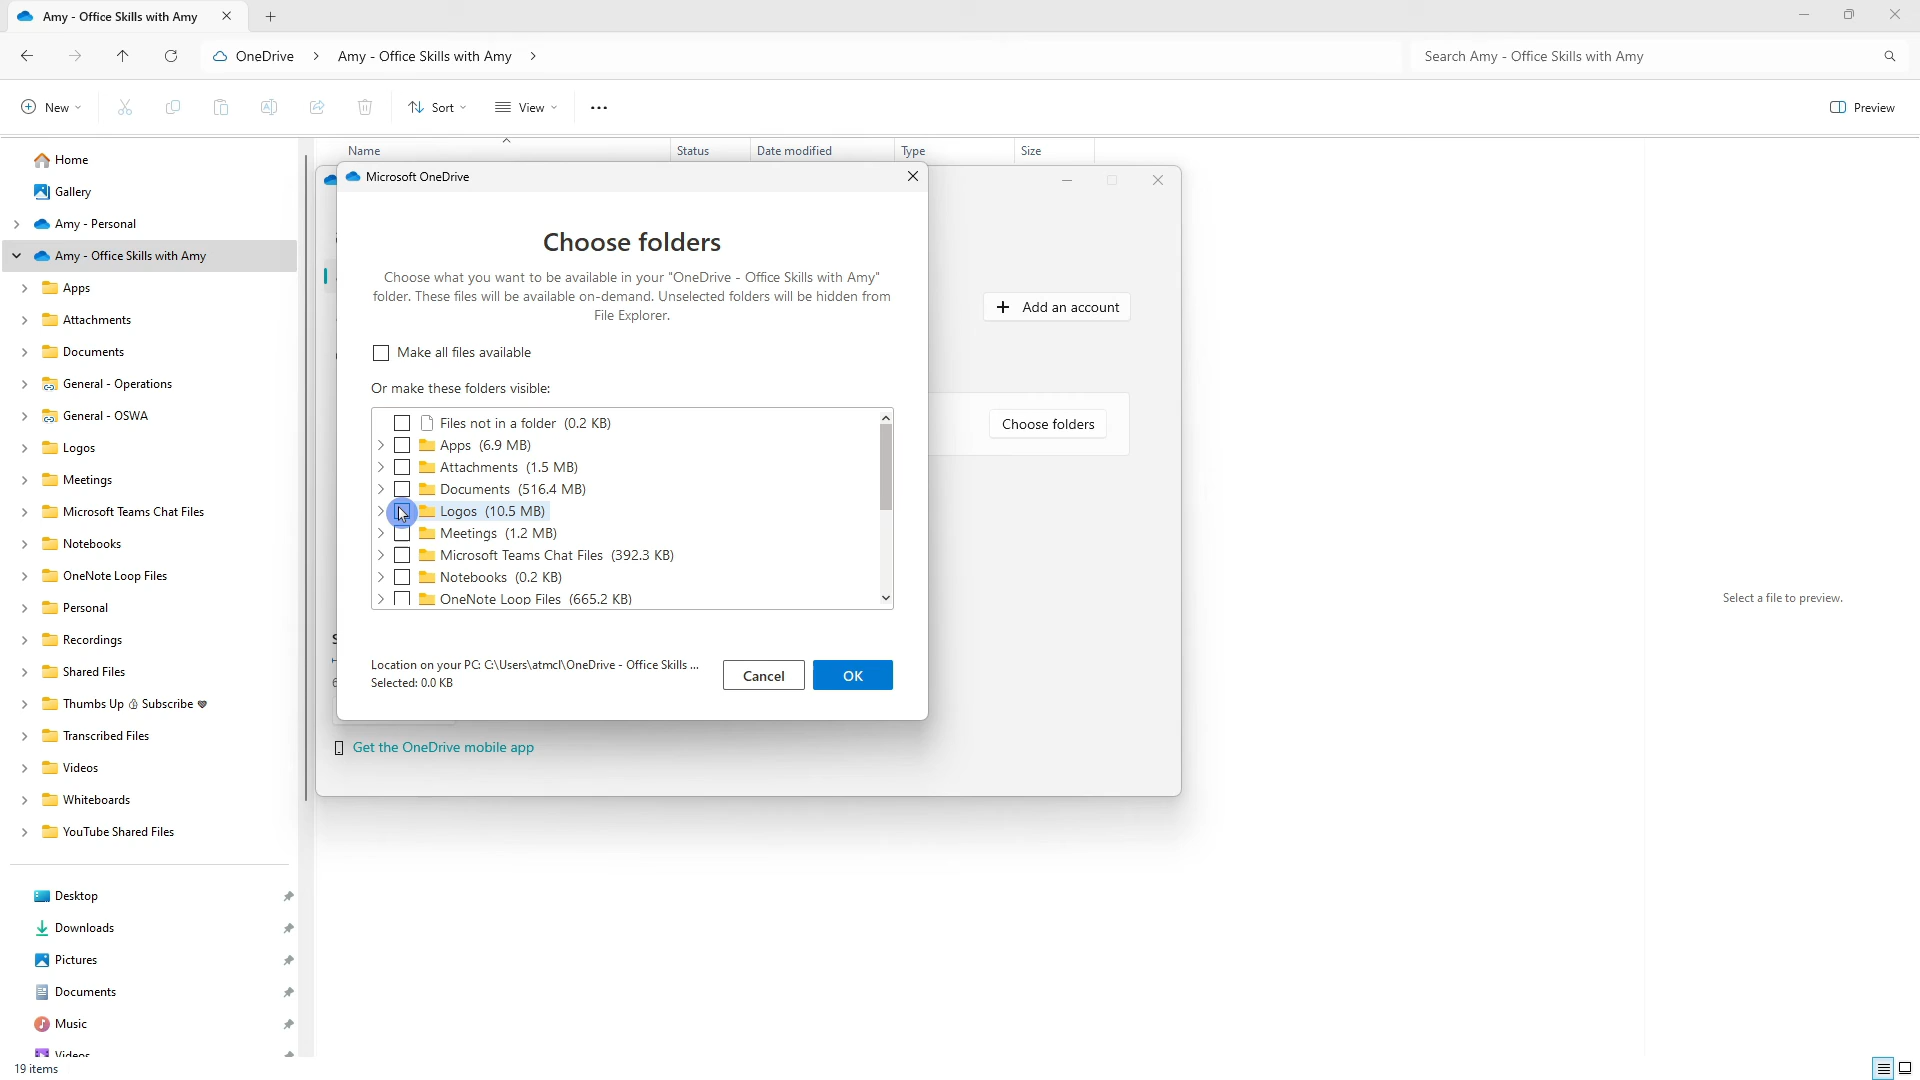 Amy - Office Skills with Amy
OneDrive > Amy - Office Skills with Amy >
Search Amy - Office Skills with Amy
New
Sort
View
Preview
Name
Status
Date modified
Type
Size
Home
Gallery
Amy - Personal
Amy - Office Skills with Amy
Apps
Attachments
Documents
General - Operations
General - OSWA
Logos
Meetings
Microsoft Teams Chat Files
Notebooks
OneNote Loop Files
Personal
Recordings
Shared Files
Thumbs Up 👍 Subscribe ♥
Transcribed Files
Videos
Whiteboards
YouTube Shared Files
Desktop
Downloads
Pictures
Documents
Music
Videos
19 items
Microsoft OneDrive
Choose folders
Choose what you want to be available in your "OneDrive - Office Skills with Amy"
folder. These files will be available on-demand. Unselected folders will be hidden from
File Explorer.
Make all files available
Or make these folders visible:
Files not in a folder (0.2 KB)
Apps (6.9 MB)
Attachments (1.5 MB)
Documents (516.4 MB)
Logos (10.5 MB)
Meetings (1.2 MB)
Microsoft Teams Chat Files (392.3 KB)
Notebooks (0.2 KB)
OneNote Loop Files (665.2 KB)
Location on your PC: C:\Users\atmcl\OneDrive - Office Skills ...
Selected: 0.0 KB
Cancel
OK
Add an account
Choose folders
Get the OneDrive mobile app
Select a file to preview.